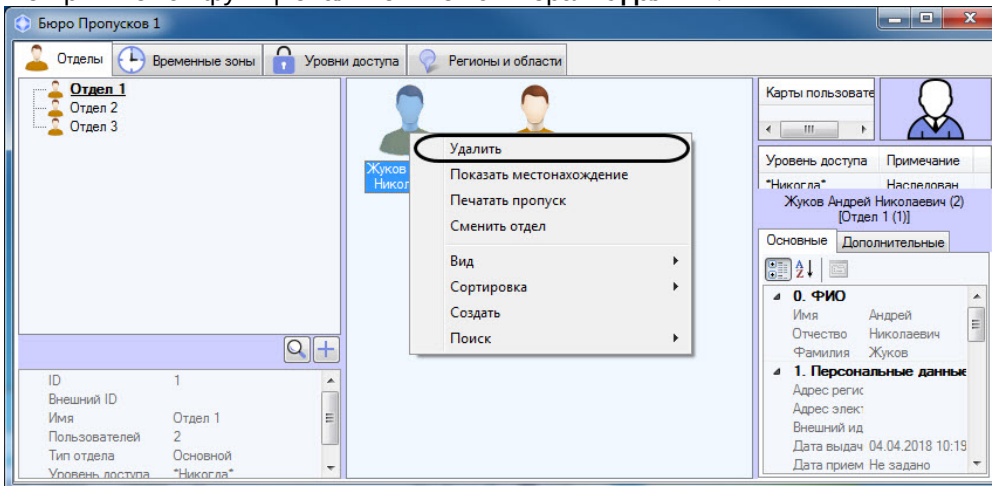 Бюро Пропусков 1
Отделы
Временные зоны
Уровни доступа
Регионы и области
Отдел 1
Отдел 2
Отдел 3
ID 1
Внешний ID
Имя Отдел 1
Пользователей 2
Тип отдела Основной
Уровень доступа "Никогда"
Жуков
Никол
Удалить
Показать местонахождение
Печатать пропуск
Сменить отдел
Вид
Сортировка
Создать
Поиск
Карты пользовате
Уровень доступа Примечание
"Никогда" Наследован
Жуков Андрей Николаевич (2)
[Отдел 1 (1)]
Основные Дополнительные
0. ФИО
Имя Андрей
Отчество Николаевич
Фамилия Жуков
1. Персональные данные
Адрес регис
Адрес элект
Внешний ид
Дата выдач 04.04.2018 10:19
Дата прием Не задано